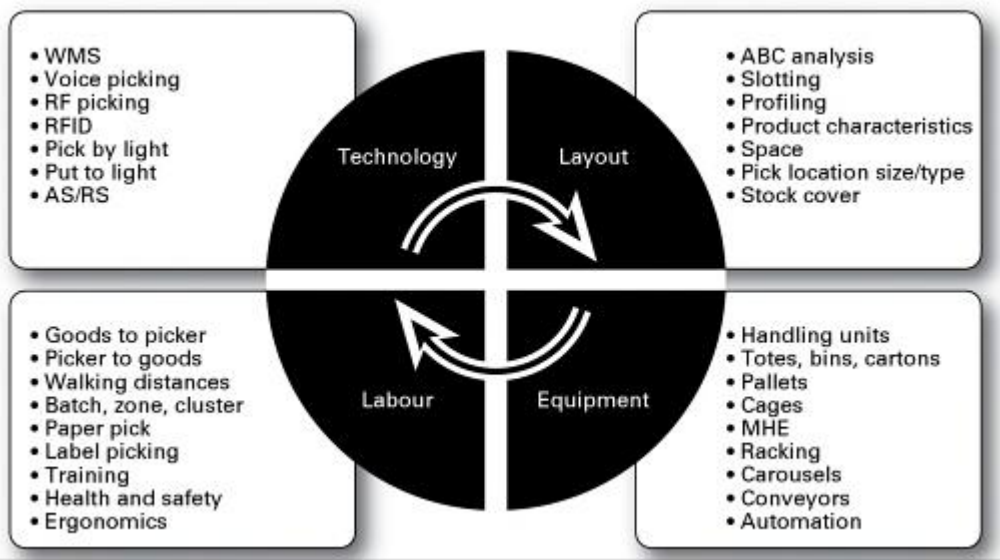 • WMS
• Voice picking
• RF picking
• RFID
• Pick by light
• Put to light
• AS/RS
Technology
Layout
• ABC analysis
• Slotting
• Profiling
• Product characteristics
• Space
• Pick location size/type
• Stock cover
• Goods to picker
• Picker to goods
• Walking distances
• Batch, zone, cluster
• Paper pick
• Label picking
• Training
• Health and safety
• Ergonomics
Labour
Equipment
• Handling units
• Totes, bins, cartons
• Pallets
• Cages
• MHE
• Racking
• Carousels
• Conveyors
• Automation